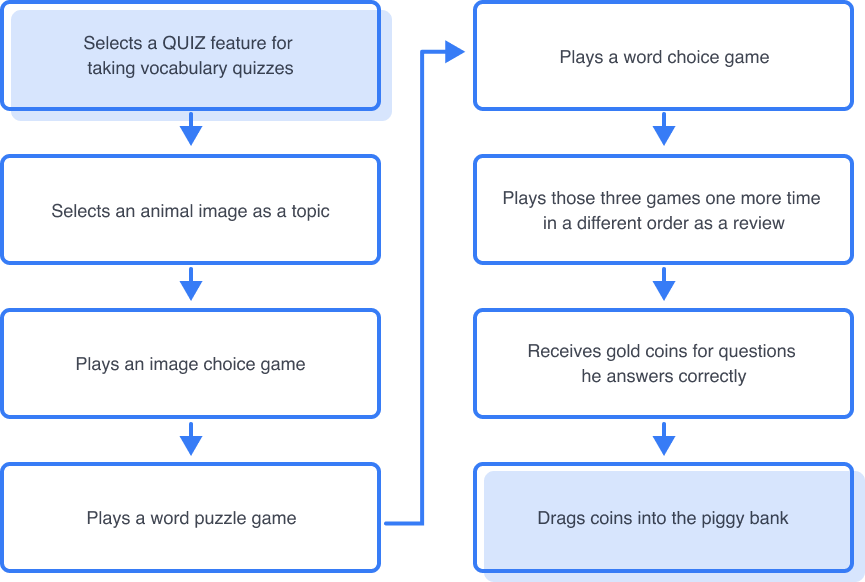 Selects a QUIZ feature for
taking vocabulary quizzes
Selects an animal image as a topic
Plays an image choice game
Plays a word puzzle game
Plays a word choice game
Plays those three games one more time
in a different order as a review
Receives gold coins for questions
he answers correctly
Drags coins into the piggy bank